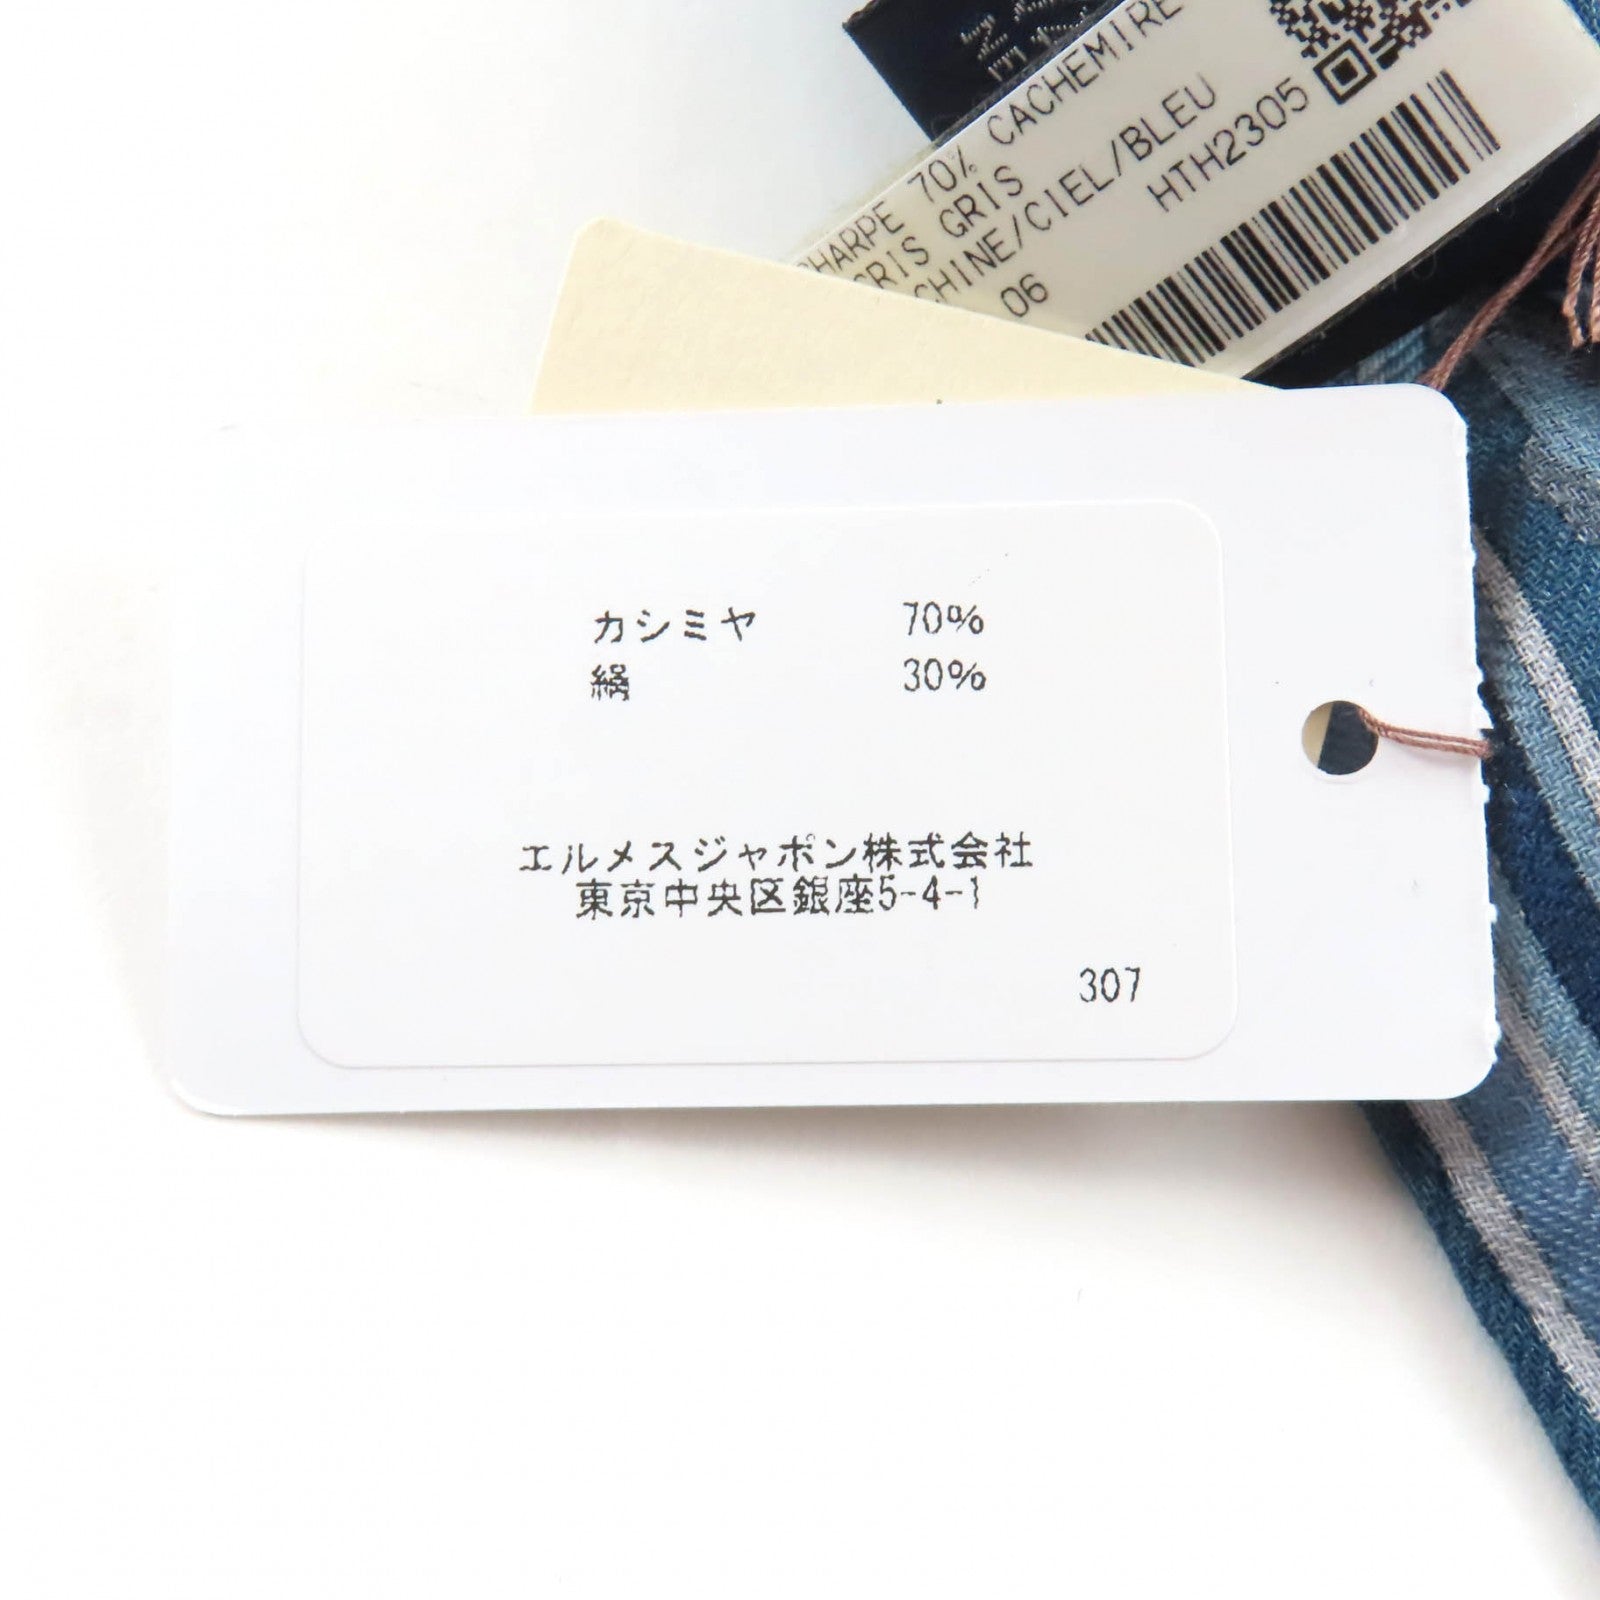 70% CACHEMIRE
GRIS GRIS
CHINE/CIEL/BLEU
06
HTH2305
カシミヤ 70%
絹 30%
エルメスジャポン株式会社
東京中央区銀座5-4-1
307